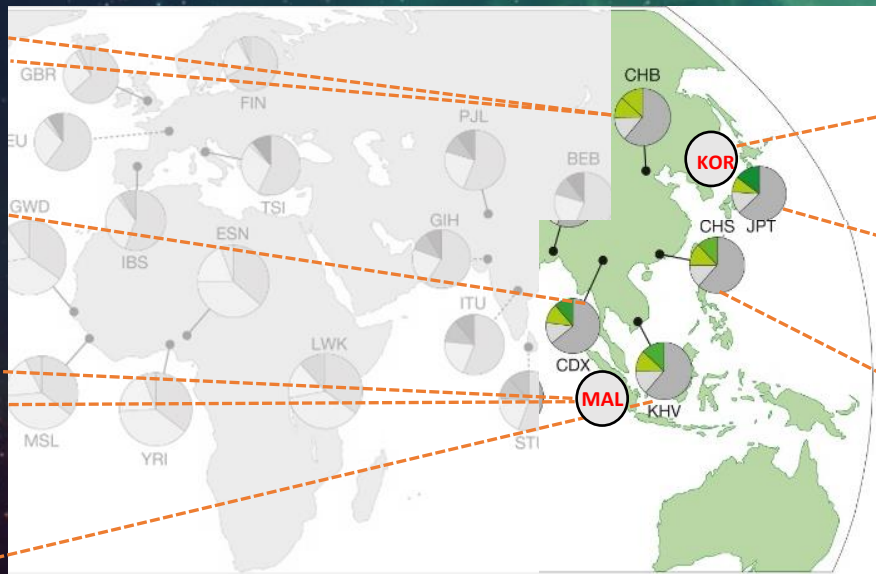 GBR
FIN
CHB
EU
PJL
KOR
TSI
BEB
GWD
JPT
IBS
ESN
GIH
CHS
ITU
LWK
CDX
MAL
KHV
MSL
YRI